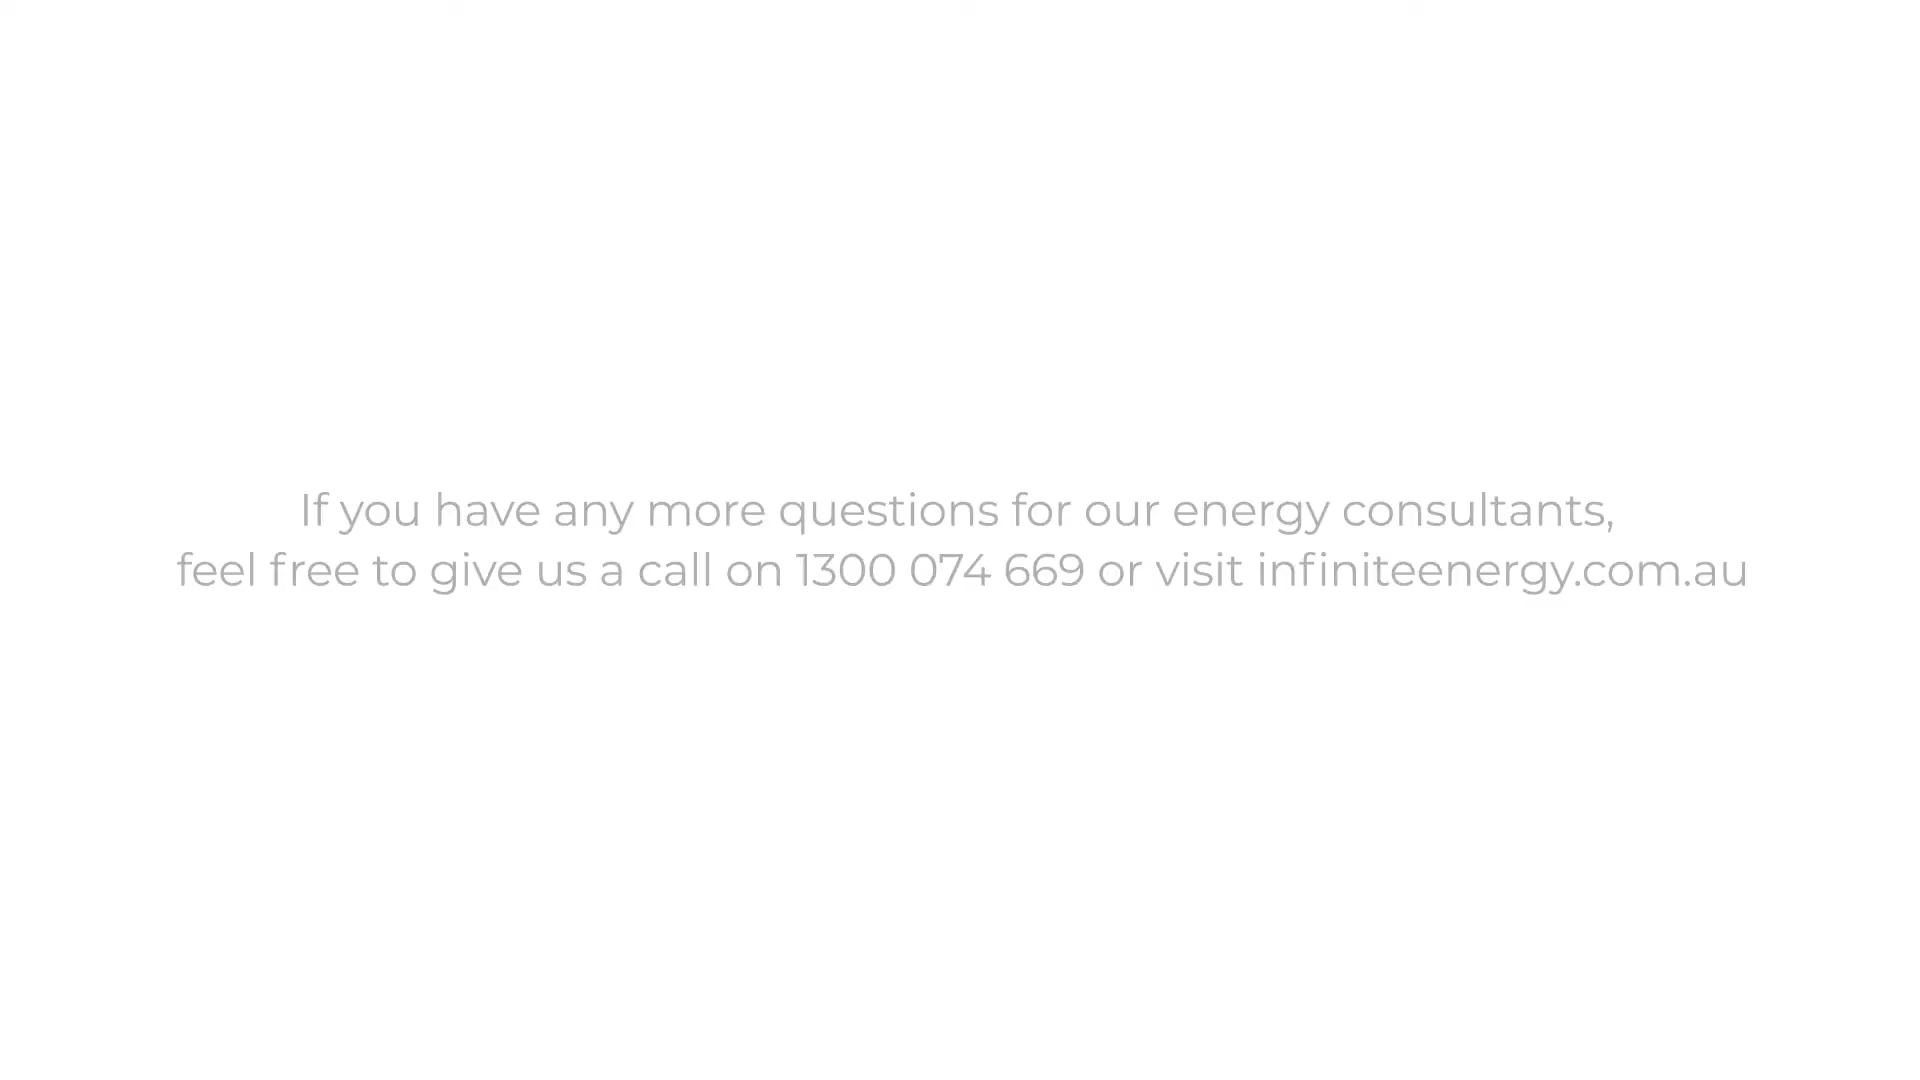 If you have any more questions for our energy consultants,
feel free to give us a call on 1300 074 669 or visit infiniteenergy.com.au